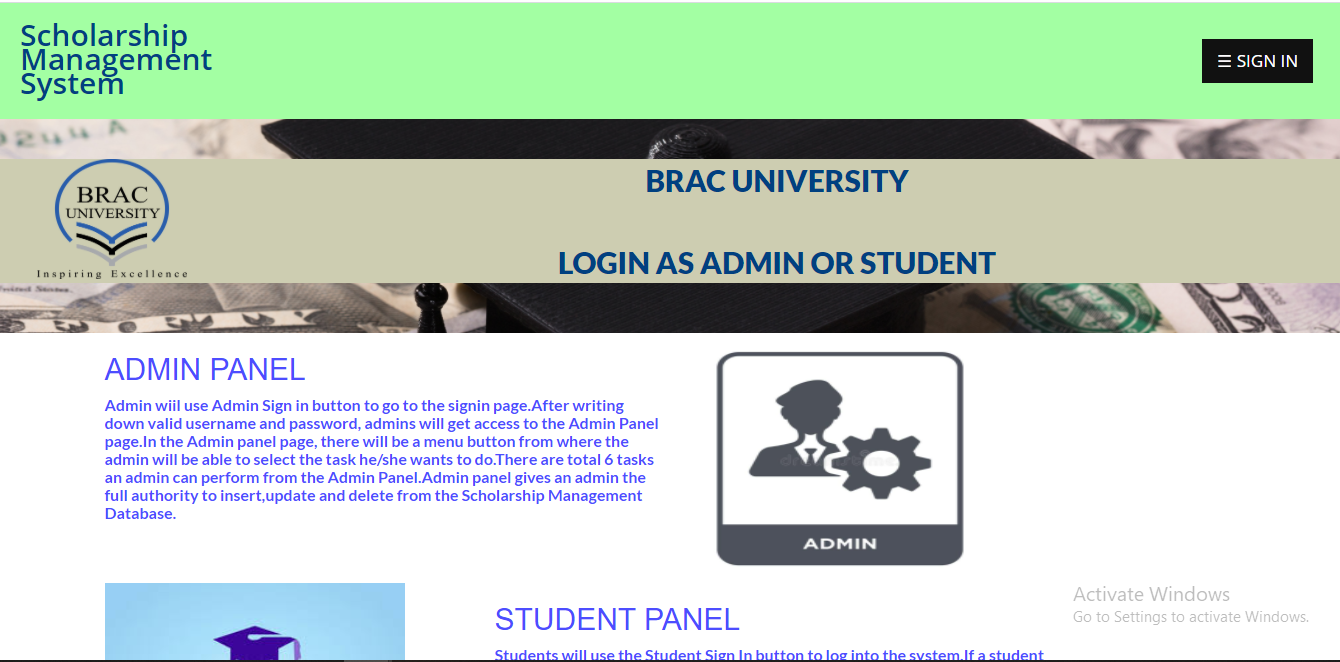 Scholarship
Management
System
☰ SIGN IN
BRAC
UNIVERSITY
Inspiring Excellence
BRAC UNIVERSITY
LOGIN AS ADMIN OR STUDENT
ADMIN PANEL
Admin wiil use Admin Sign in button to go to the signin page.After writing
down valid username and password, admins will get access to the Admin Panel
page.In the Admin panel page, there will be a menu button from where the
admin will be able to select the task he/she wants to do.There are total 6 tasks
an admin can perform from the Admin Panel.Admin panel gives an admin the
full authority to insert,update and delete from the Scholarship Management
Database.
ADMIN
STUDENT PANEL
Students will use the Student Sign In button to log into the system.If a student
Activate Windows
Go to Settings to activate Windows.